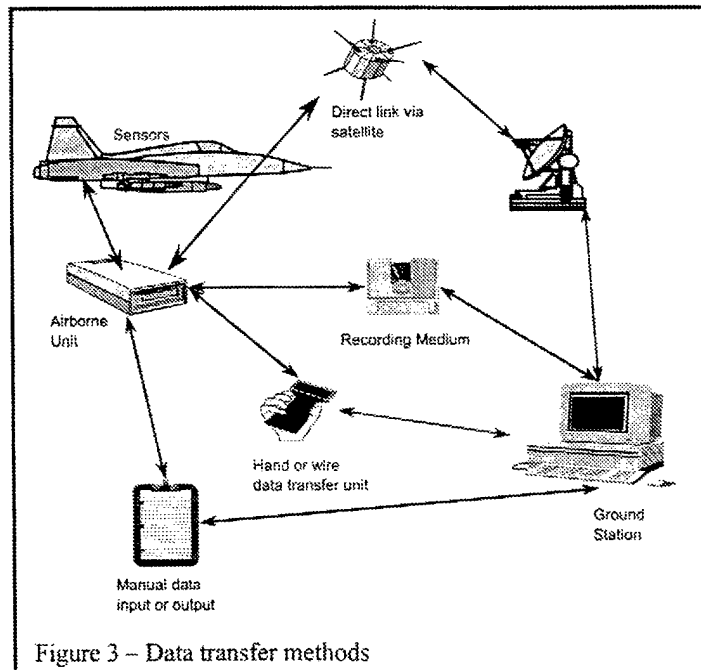 Direct link via
satellite
Sensors
Airborne
Unit
Recording Medium
Hand or wire
data transfer unit
Ground
Station
Manual data
input or output
Figure 3 – Data transfer methods